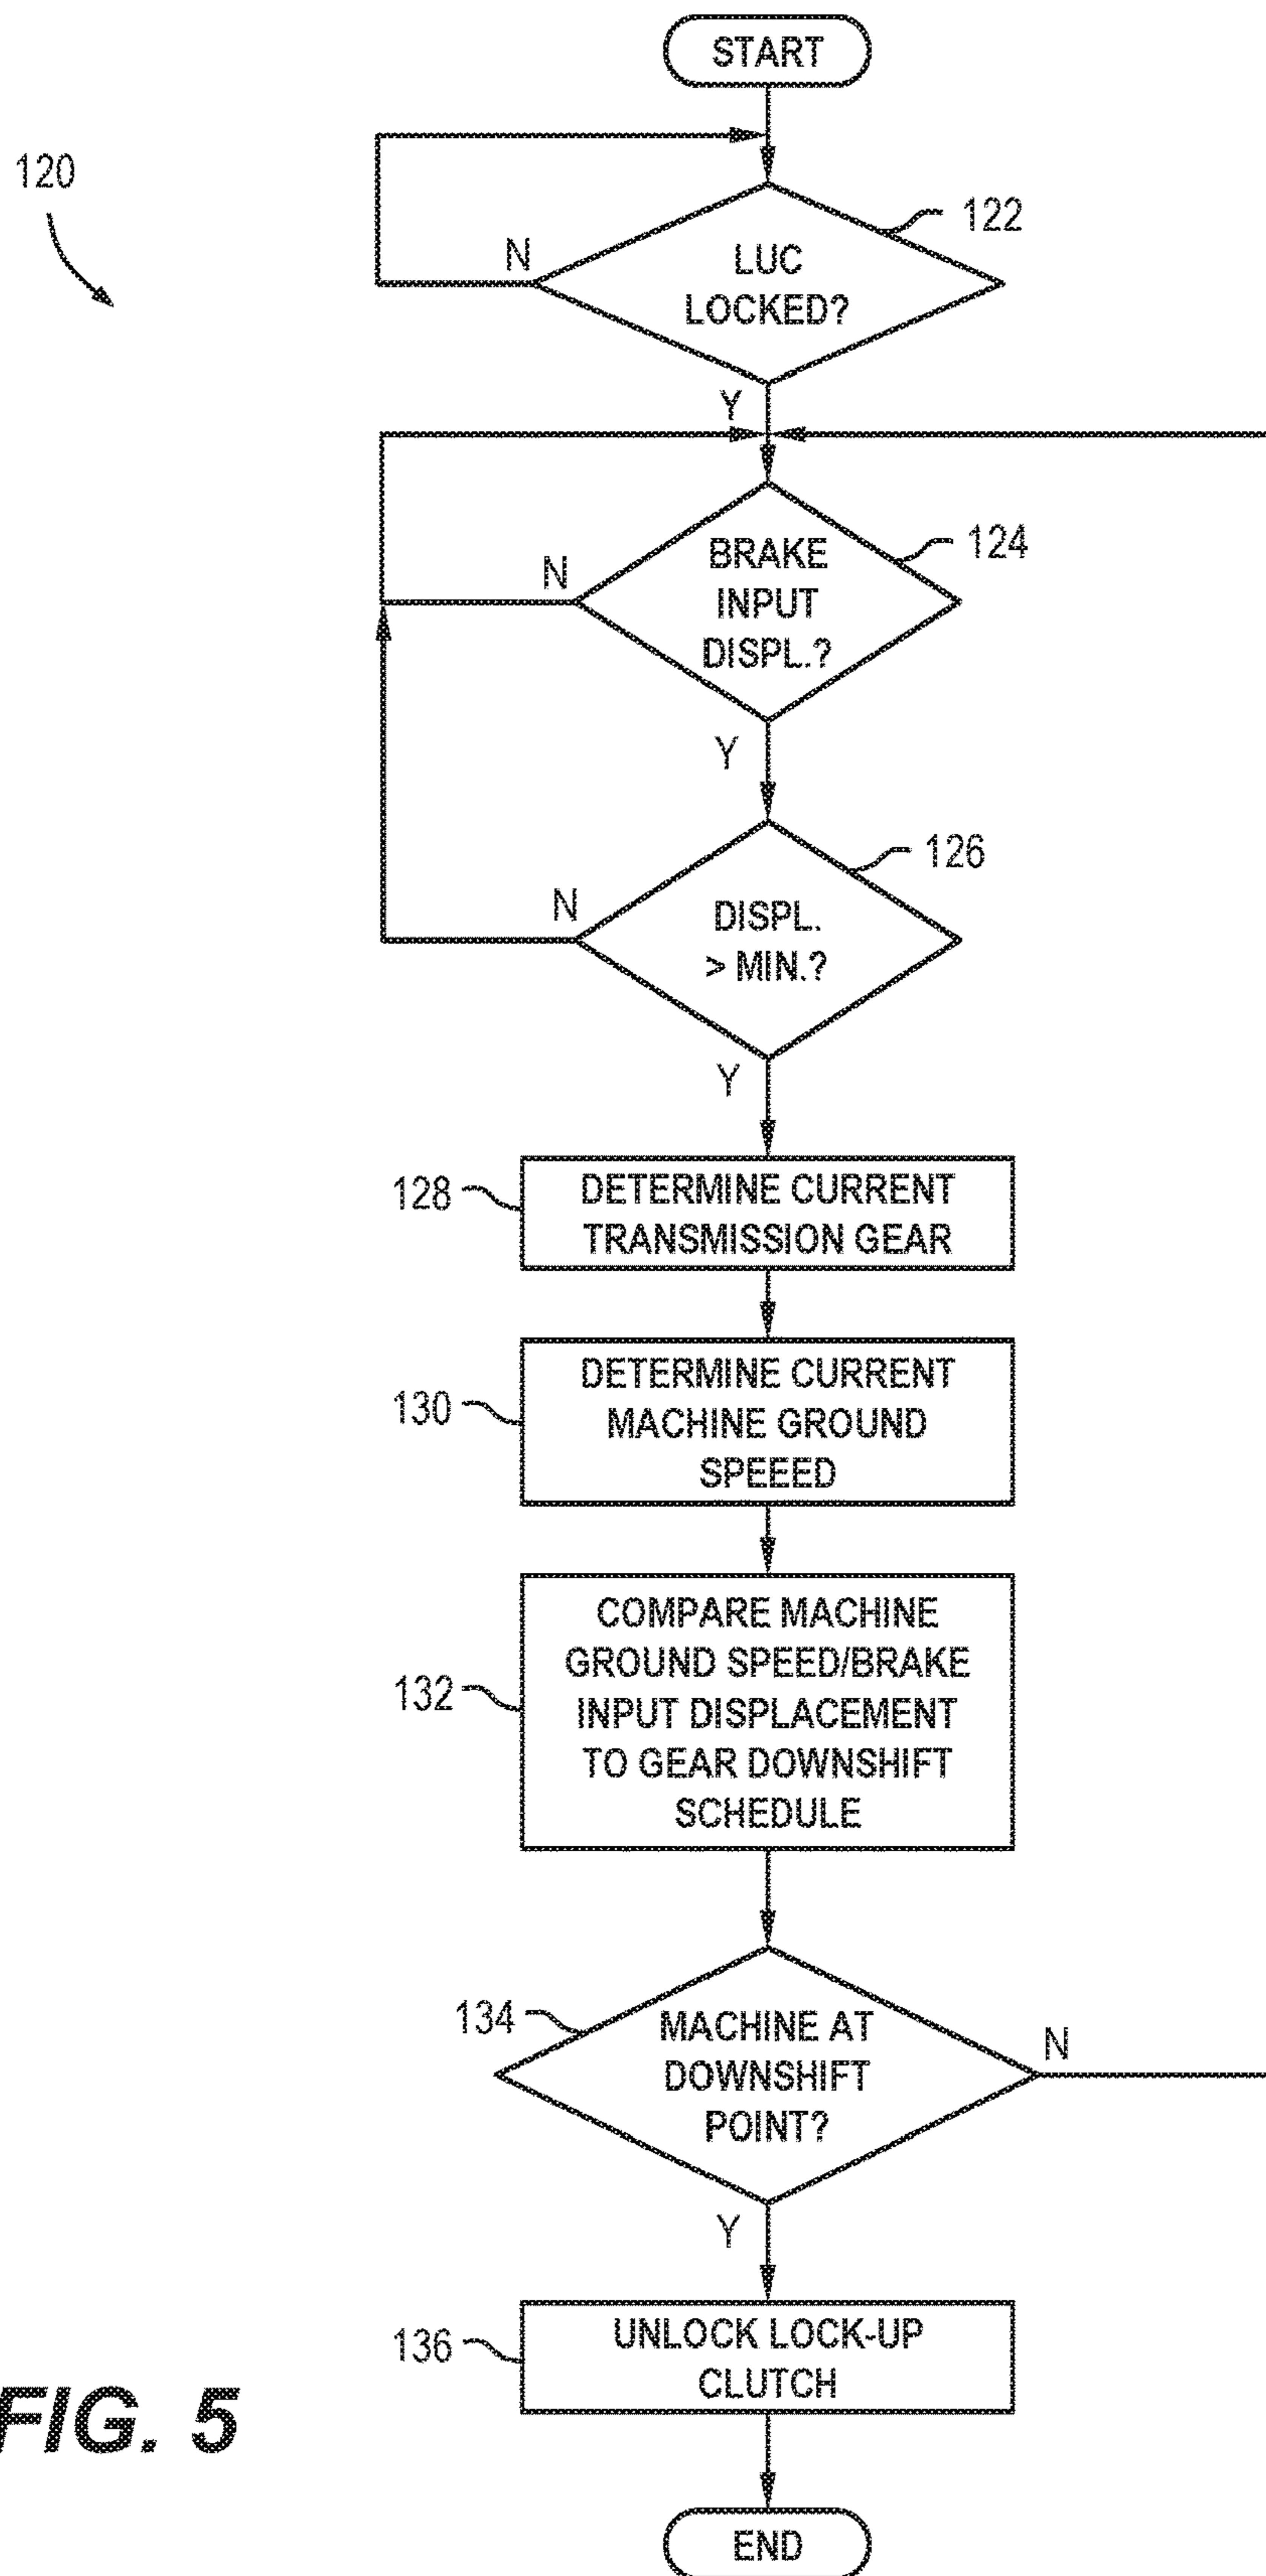 START
120
122
N
LUC
LOCKED?
Y
124
N
BRAKE
INPUT
DISPL.?
Y
126
N
DISPL.
> MIN.?
Y
128
DETERMINE CURRENT
TRANSMISSION GEAR
130
DETERMINE CURRENT
MACHINE GROUND
SPEEED
132
COMPARE MACHINE
GROUND SPEED/BRAKE
INPUT DISPLACEMENT
TO GEAR DOWNSHIFT
SCHEDULE
134
MACHINE AT
DOWNSHIFT
POINT?
N
Y
136
UNLOCK LOCK-UP
CLUTCH
FIG. 5
END